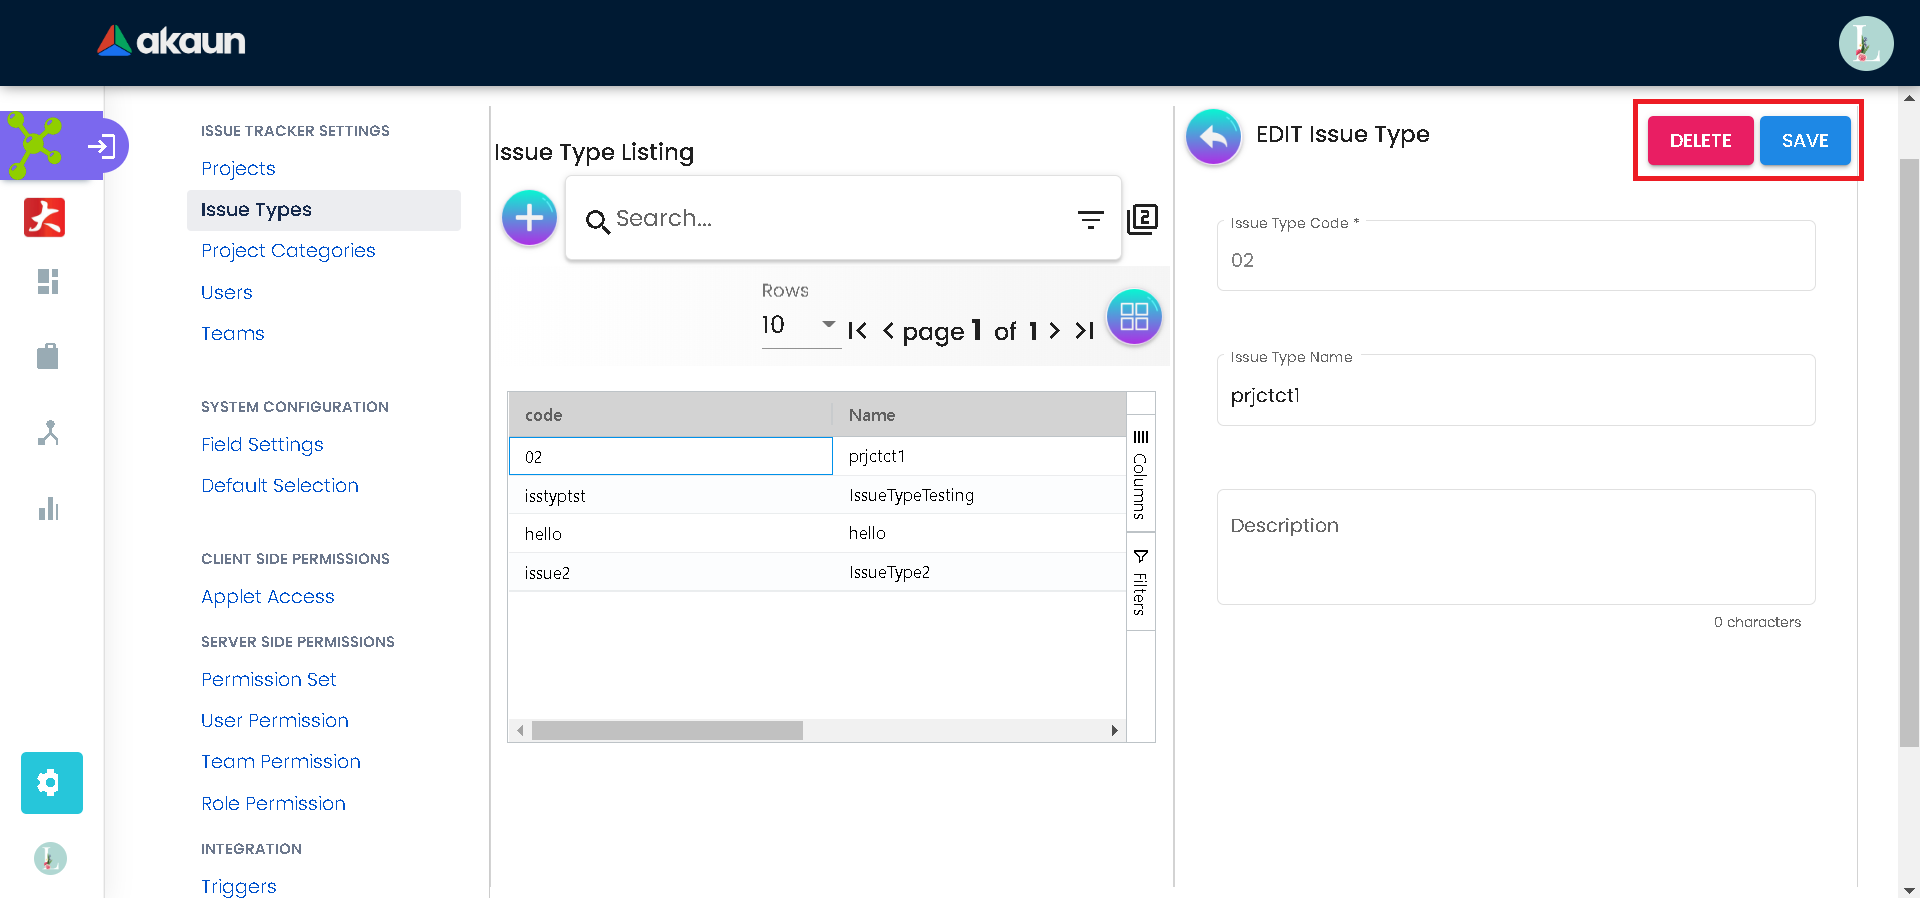 akaun
L
ISSUE TRACKER SETTINGS
Projects
Issue Types
Project Categories
Users
Teams
SYSTEM CONFIGURATION
Field Settings
Default Selection
CLIENT SIDE PERMISSIONS
Applet Access
SERVER SIDE PERMISSIONS
Permission Set
User Permission
Team Permission
Role Permission
INTEGRATION
Triggers
Issue Type Listing
Search...
2
Rows
10
page 1 of 1
code Name
02 prjctct1
isstyptst IssueTypeTesting
hello hello
issue2 IssueType2
Columns
Filters
EDIT Issue Type
DELETE SAVE
Issue Type Code *
02
Issue Type Name
prjctct1
Description
0 characters
大
L